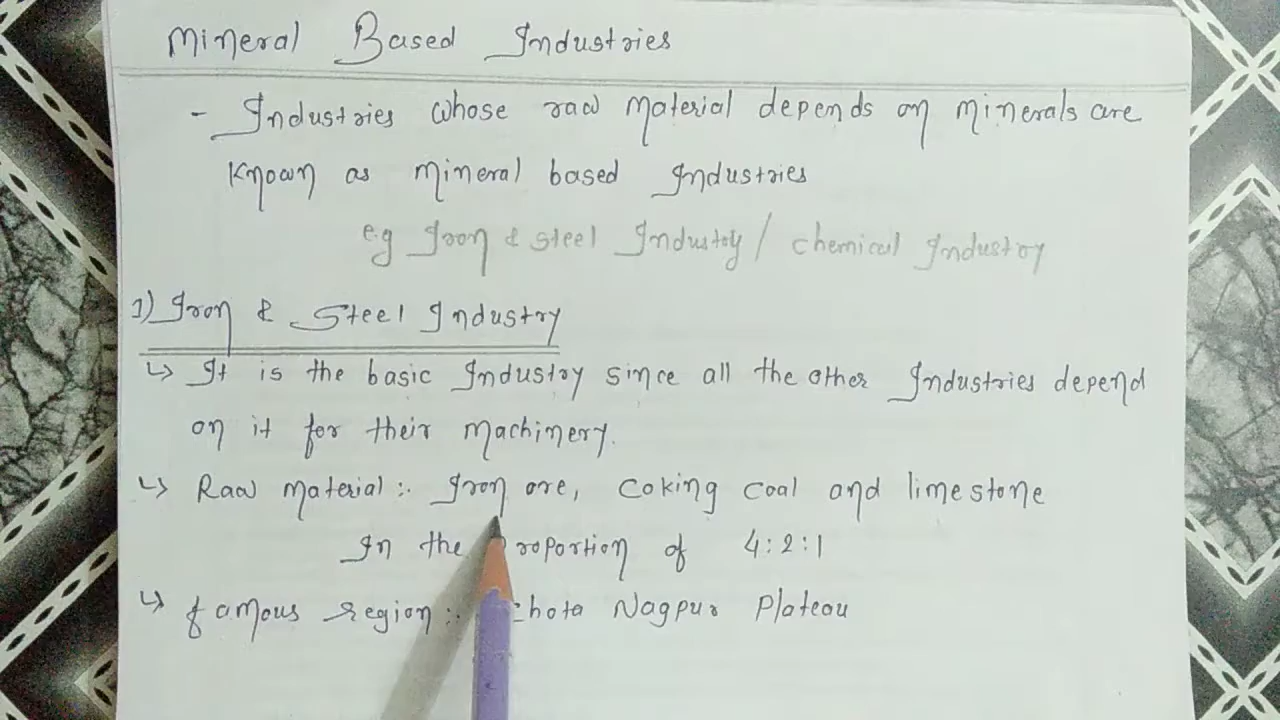 Mineral Based Industries
- Industries whose raw material depends on minerals are
known as mineral based Industries
e.g Iron & steel Industry / chemical Industry
1) Iron & Steel Industry
↳ It is the basic Industry since all the other Industries depend
on it for their machinery.
↳ Raw material :. Iron ore, coking coal and limestone
In the proportion of 4:2:1
↳ famous region :. Chota Nagpur Plateau